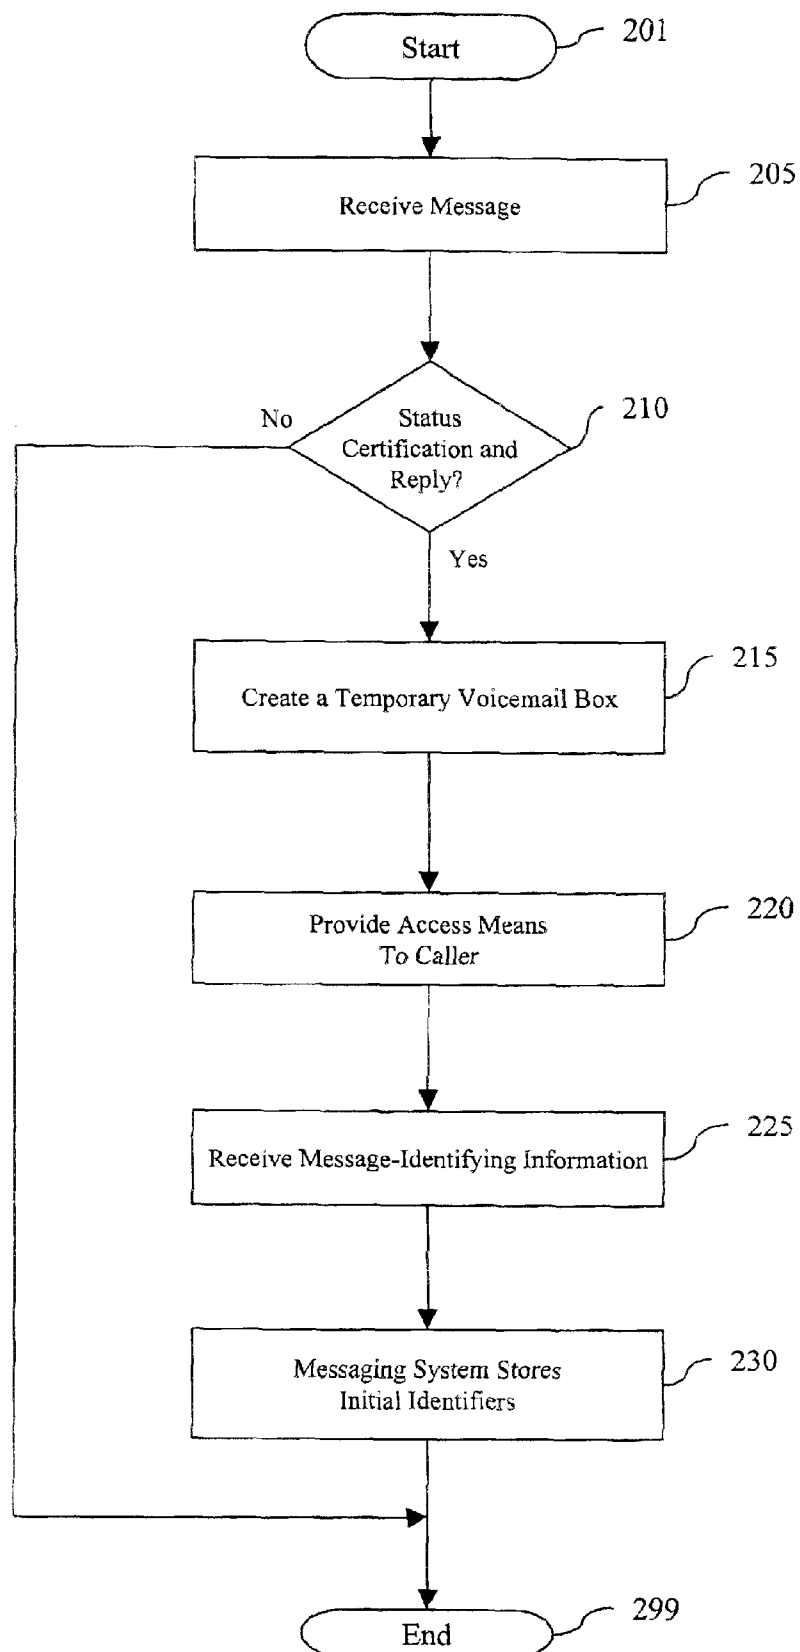 Start
201
Receive Message
205
No
Status
Certification and
Reply?
210
Yes
Create a Temporary Voicemail Box
215
Provide Access Means
To Caller
220
Receive Message-Identifying Information
225
Messaging System Stores
Initial Identifiers
230
End
299